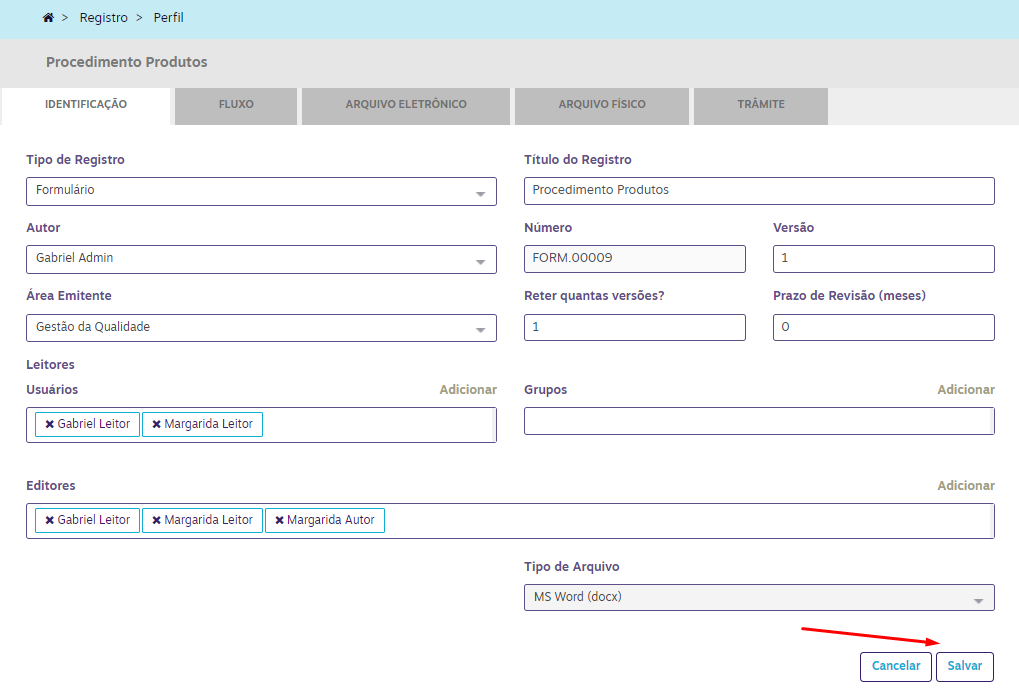 > Registro > Perfil
Procedimento Produtos
IDENTIFICAÇÃO FLUXO ARQUIVO ELETRÔNICO ARQUIVO FÍSICO TRÂMITE
Tipo de Registro Título do Registro
Formulário Procedimento Produtos
Autor Número Versão
Gabriel Admin FORM.00009 1
Área Emitente Reter quantas versões? Prazo de Revisão (meses)
Gestão da Qualidade 1 0
Leitores
Usuários Adicionar Grupos Adicionar
× Gabriel Leitor × Margarida Leitor
Editores Adicionar
× Gabriel Leitor × Margarida Leitor × Margarida Autor
Tipo de Arquivo
MS Word (docx)
Cancelar Salvar